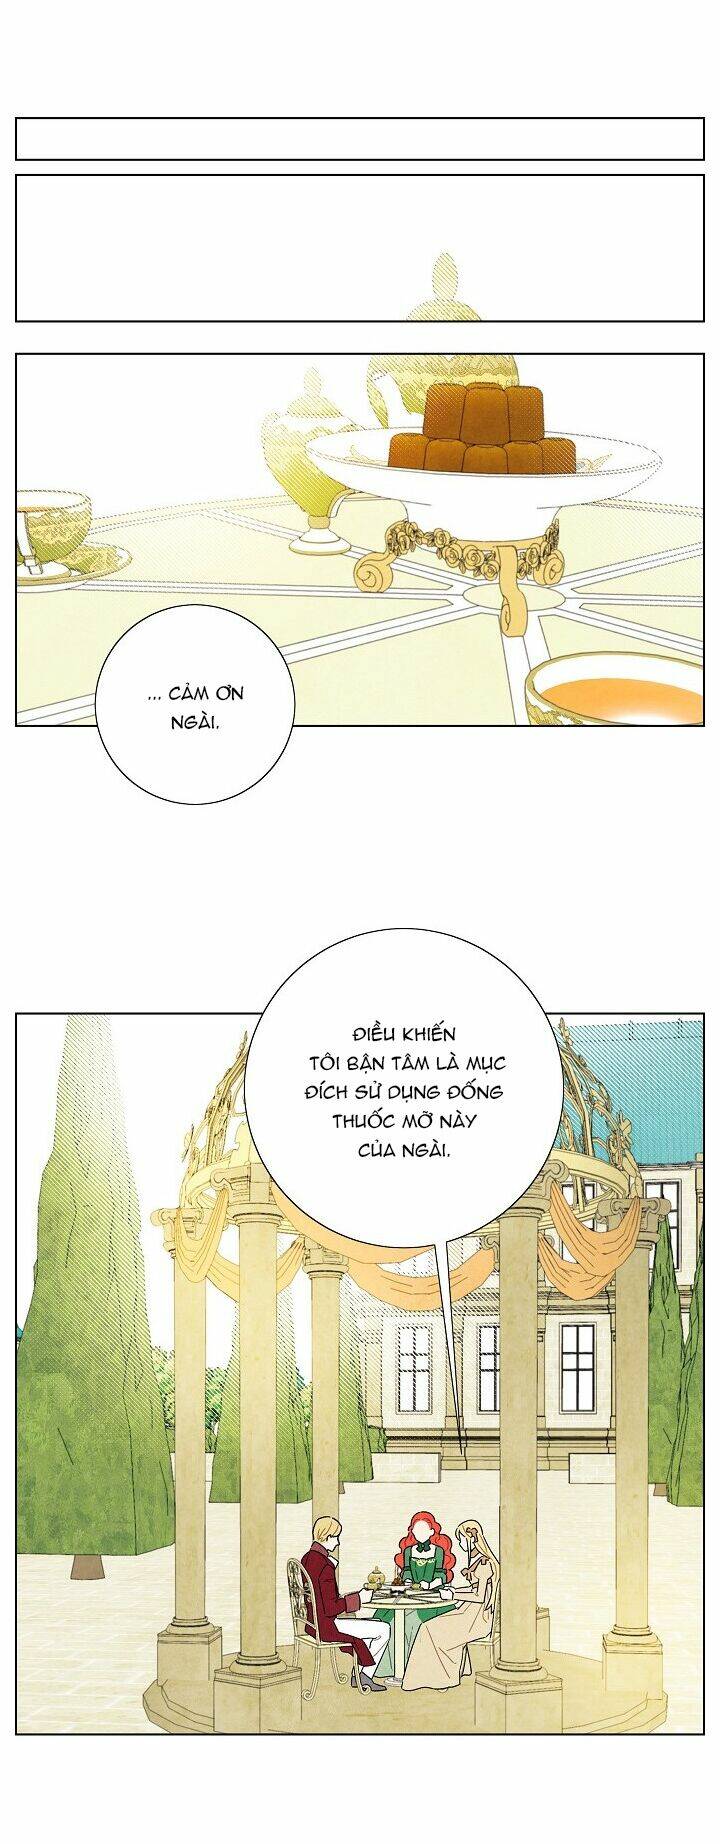 ... CẢM ƠN
NGÀI.
ĐIỀU KHIẾN
TÔI BẬN TÂM LÀ MỤC
ĐÍCH SỬ DỤNG ĐỐNG
THUỐC MỠ NÀY
CỦA NGÀI.